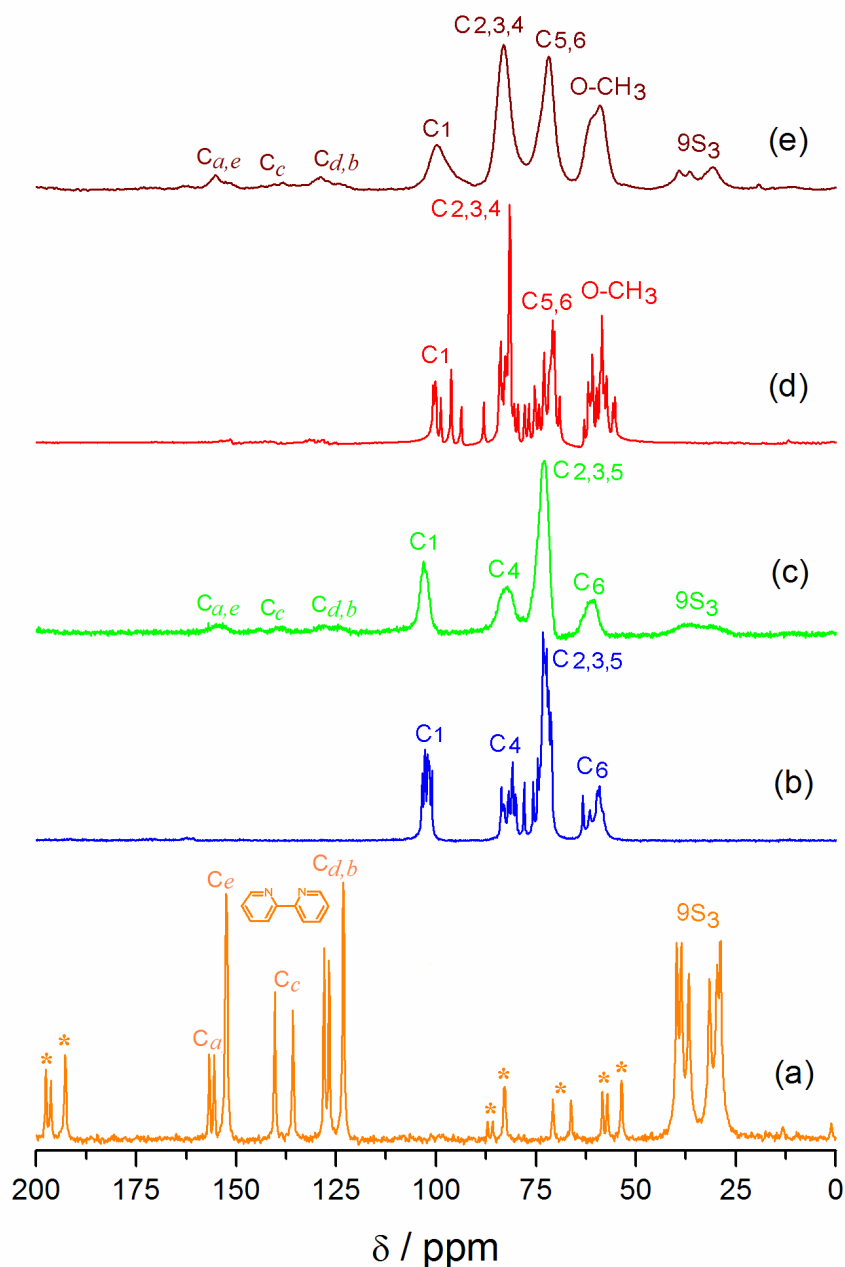 C2,3,4
C5,6
O-CH3
C1
9S3
(e)
Ca,e
Cc
Cd,b
C2,3,4
C5,6
O-CH3
C1
(d)
C2,3,5
C1
C4
C6
(c)
Ca,e
Cc
Cd,b
9S3
C2,3,5
C1
C4
C6
(b)
Cd,b
Ce
N N
Cc
9S3
Ca
* *
*
*
*
* *
(a)
200 175 150 125 100 75 50 25 0
δ / ppm